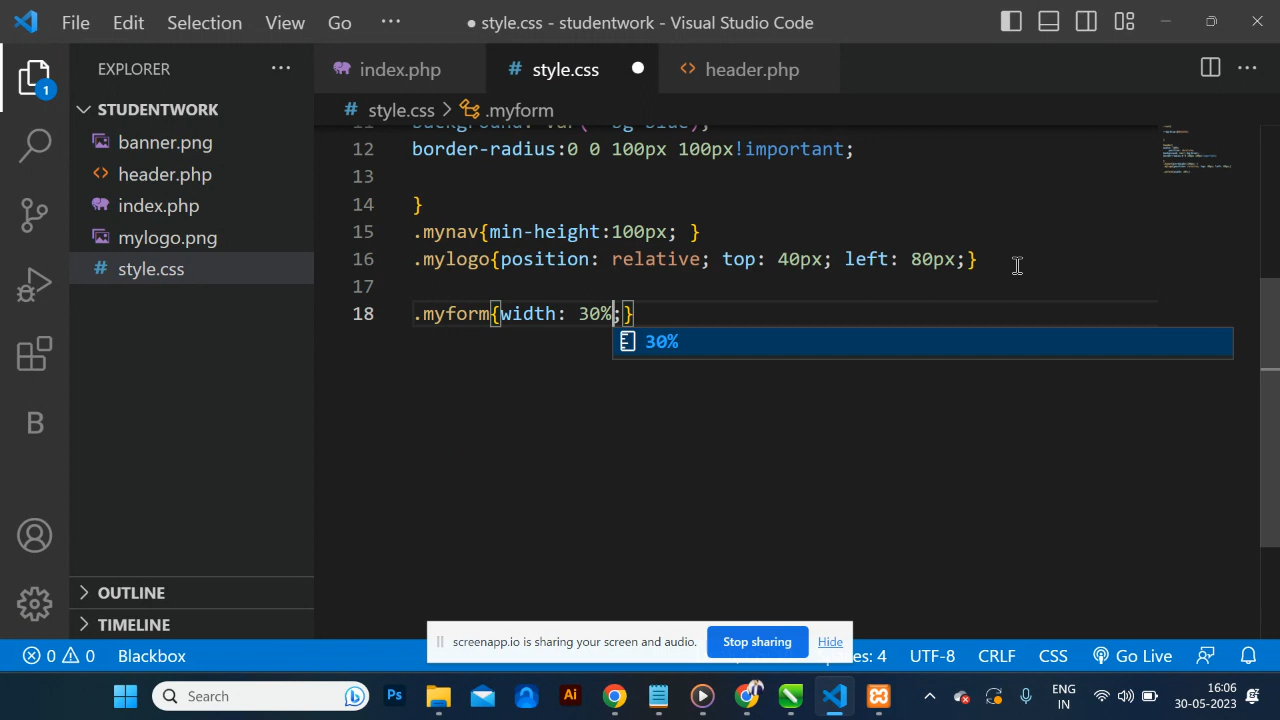 File Edit Selection View Go ··· ● style.css - studentwork - Visual Studio Code
EXPLORER ···
index.php # style.css ● <> header.php ···
1
STUDENTWORK
# style.css > .myform
banner.png
<> header.php
index.php
mylogo.png
# style.css
12 border-radius:0 0 100px 100px!important;
13
14 }
15 .mynav{min-height:100px; }
16 .mylogo{position: relative; top: 40px; left: 80px;}
17
18 .myform{width: 30%;}
30%
B
OUTLINE
TIMELINE
screenapp.io is sharing your screen and audio. Stop sharing Hide
0 0 Blackbox : 4 UTF-8 CRLF CSS Go Live
Search Ps Ai ENG IN 16:06 30-05-2023